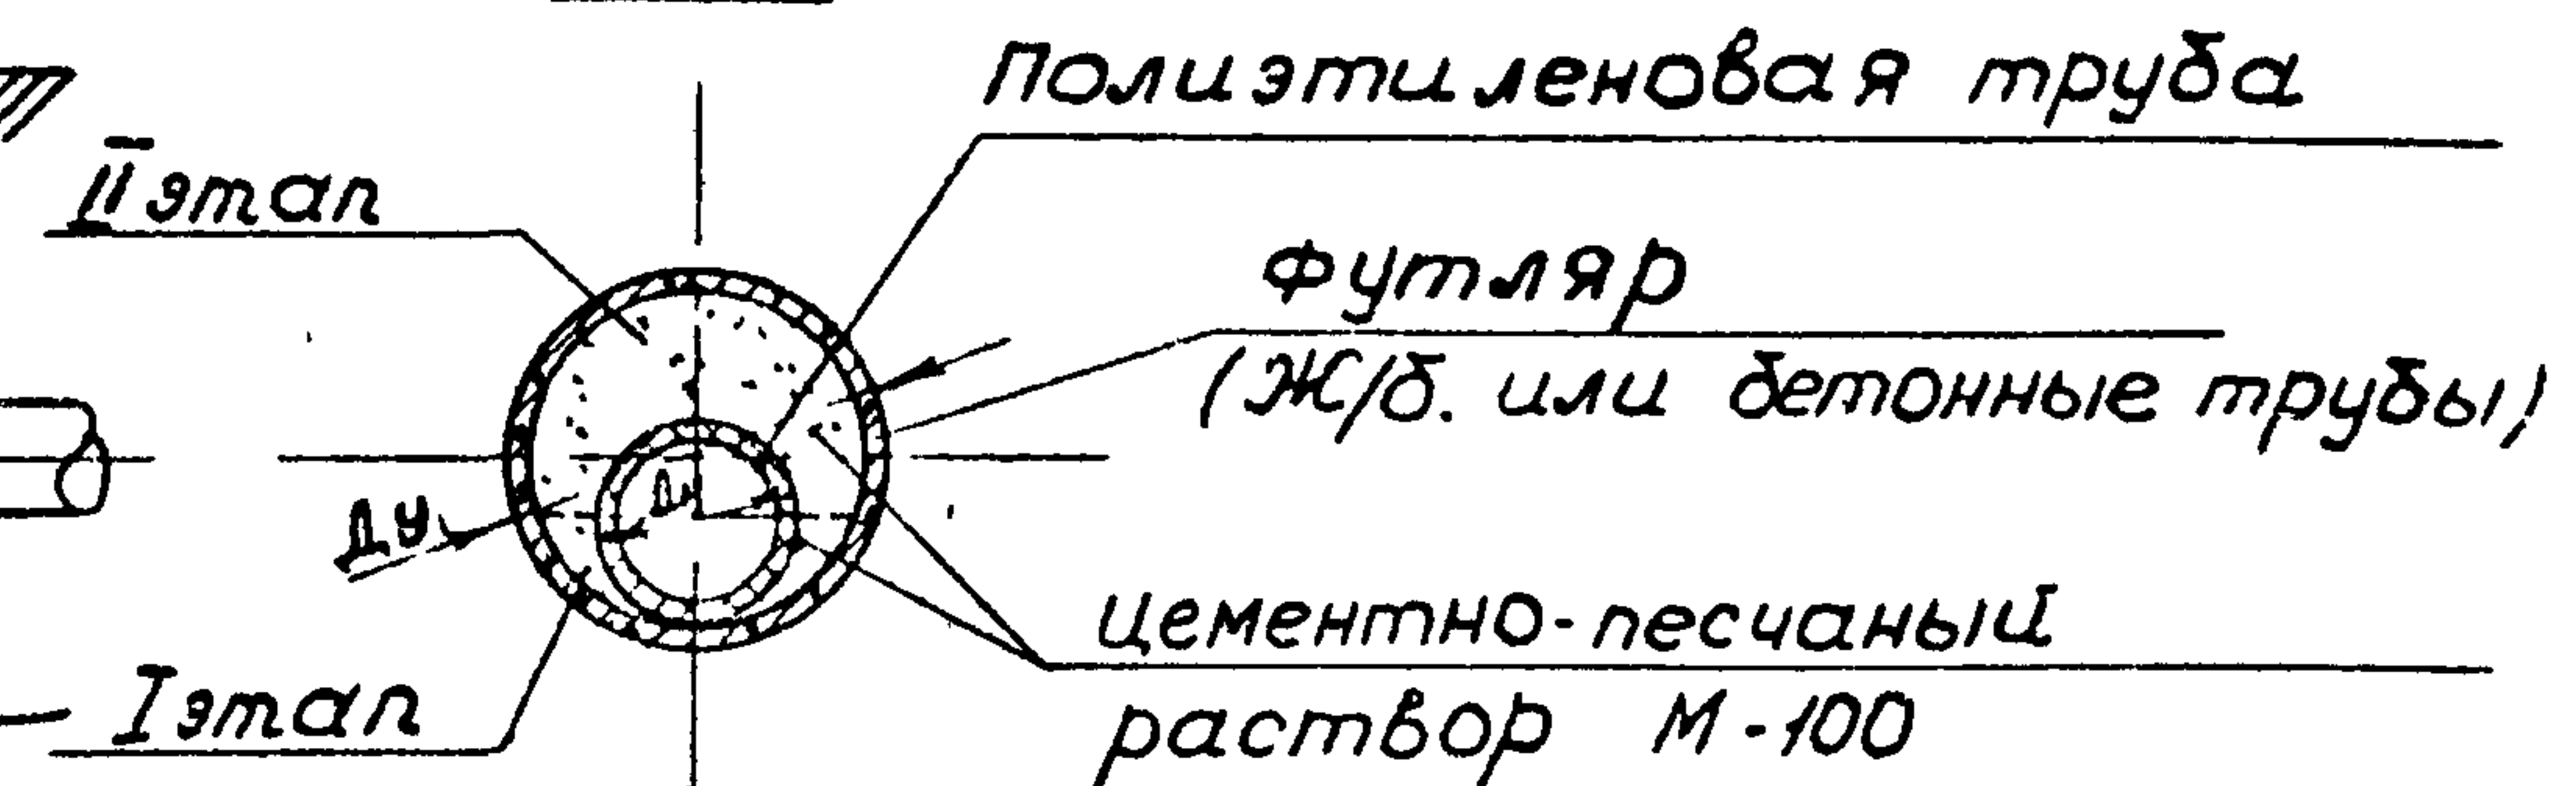 Полиэтиленовая труба
II этап
футляр
(Ж/б. или бетонные трубы)
Ду
Дн
цементно-песчаный
I этап
раствор М-100